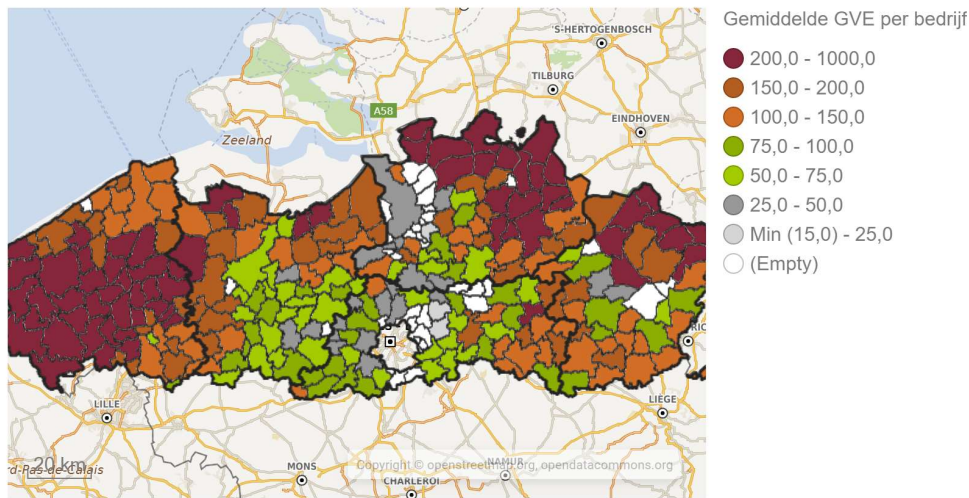 Gemiddelde GVE per bedrijf
200,0 - 1000,0
150,0 - 200,0
100,0 - 150,0
75,0 - 100,0
50,0 - 75,0
25,0 - 50,0
Min (15,0) - 25,0
(Empty)
'S-HERTOGENBOSCH
TILBURG
A58
EINDHOVEN
Zeeland
RIC
LILLE
LIÈGE
rd-Pas-de-Calais
20 km
MONS
NAMUR
CHARLEROI
Copyright © openstreetmap.org, opendatacommons.org